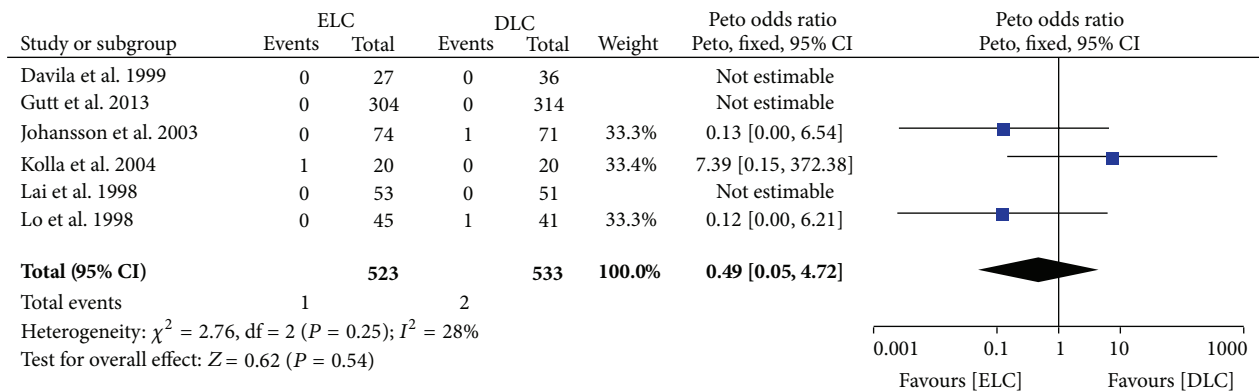 ELC DLC Peto odds ratio Peto odds ratio
Study or subgroup Events Total Events Total Weight Peto, fixed, 95% CI Peto, fixed, 95% CI
Davila et al. 1999 0 27 0 36 Not estimable
Gutt et al. 2013 0 304 0 314 Not estimable
Johansson et al. 2003 0 74 1 71 33.3% 0.13 [0.00, 6.54]
Kolla et al. 2004 1 20 0 20 33.4% 7.39 [0.15, 372.38]
Lai et al. 1998 0 53 0 51 Not estimable
Lo et al. 1998 0 45 1 41 33.3% 0.12 [0.00, 6.21]
Total (95% CI) 523 533 100.0% 0.49 [0.05, 4.72]
Total events 1 2
Heterogeneity: χ² = 2.76, df = 2 (P = 0.25); I² = 28%
Test for overall effect: Z = 0.62 (P = 0.54)
0.001 0.1 1 10 1000
Favours [ELC] Favours [DLC]